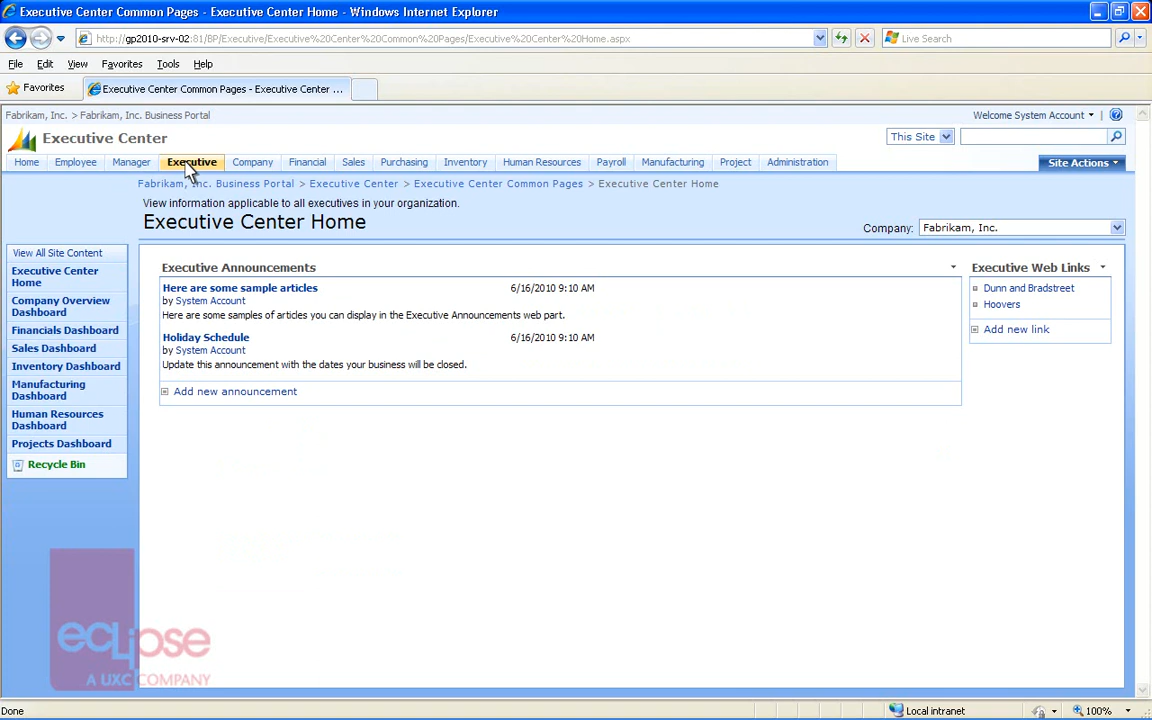 Executive Center Common Pages - Executive Center Home - Windows Internet Explorer
http://gp2010-srv-02:81/BP/Executive/Executive%20Center%20Common%20Pages/Executive%20Center%20Home.aspx
Live Search
File Edit View Favorites Tools Help
Favorites
Executive Center Common Pages - Executive Center ...
Fabrikam, Inc. > Fabrikam, Inc. Business Portal
Welcome System Account
Executive Center
This Site
Home Employee Manager Executive Company Financial Sales Purchasing Inventory Human Resources Payroll Manufacturing Project Administration
Site Actions
Fabrikam, Inc. Business Portal > Executive Center > Executive Center Common Pages > Executive Center Home
View information applicable to all executives in your organization.
Executive Center Home
Company: Fabrikam, Inc.
View All Site Content
Executive Center
Home
Company Overview
Dashboard
Financials Dashboard
Sales Dashboard
Inventory Dashboard
Manufacturing
Dashboard
Human Resources
Dashboard
Projects Dashboard
Recycle Bin
Executive Announcements
Here are some sample articles 6/16/2010 9:10 AM
by System Account
Here are some samples of articles you can display in the Executive Announcements web part.
Holiday Schedule 6/16/2010 9:10 AM
by System Account
Update this announcement with the dates your business will be closed.
Add new announcement
Executive Web Links
Dunn and Bradstreet
Hoovers
Add new link
eclipse
A UXC COMPANY
Done
Local intranet
100%